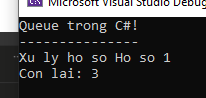 Microsoft Visual Studio Debug
Queue trong C#!
---------------
Xu ly ho so Ho so 1
Con lai: 3